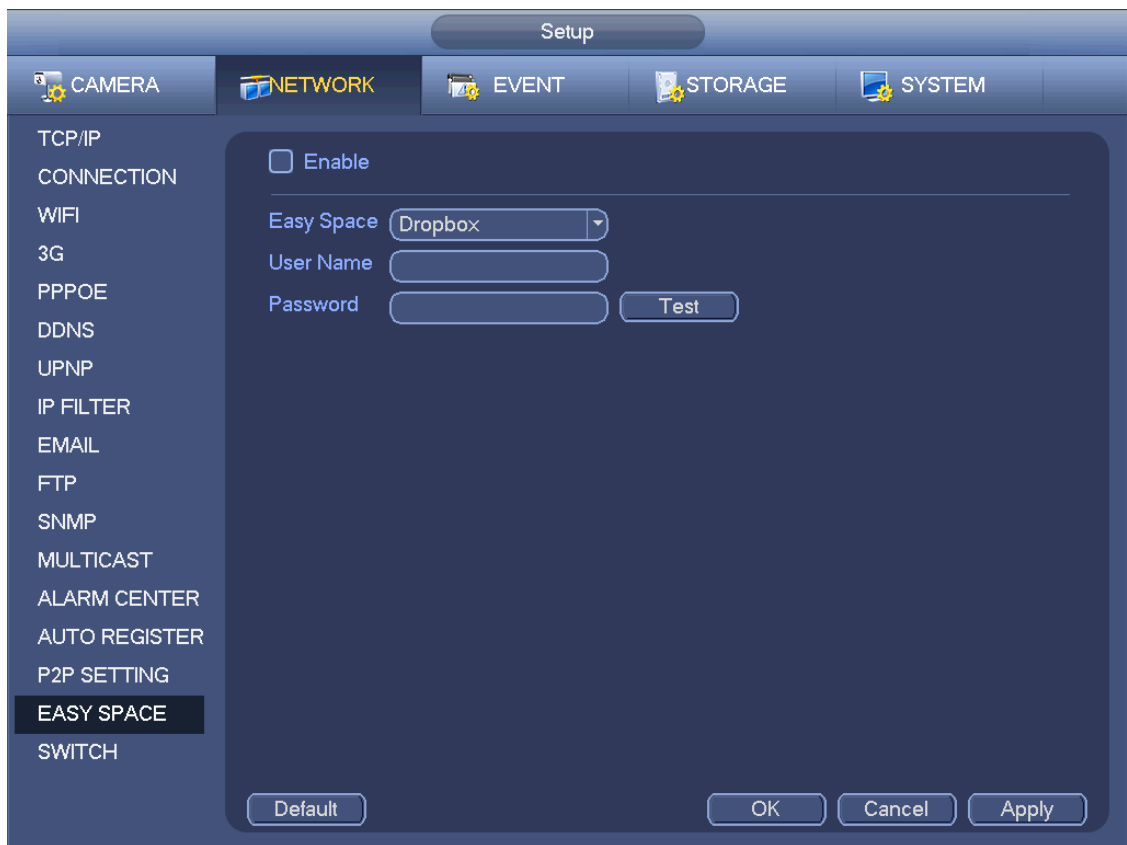 Setup
CAMERA NETWORK EVENT STORAGE SYSTEM
TCP/IP
CONNECTION
WIFI
3G
PPPOE
DDNS
UPNP
IP FILTER
EMAIL
FTP
SNMP
MULTICAST
ALARM CENTER
AUTO REGISTER
P2P SETTING
EASY SPACE
SWITCH
Enable
Easy Space Dropbox
User Name
Password Test
Default OK Cancel Apply